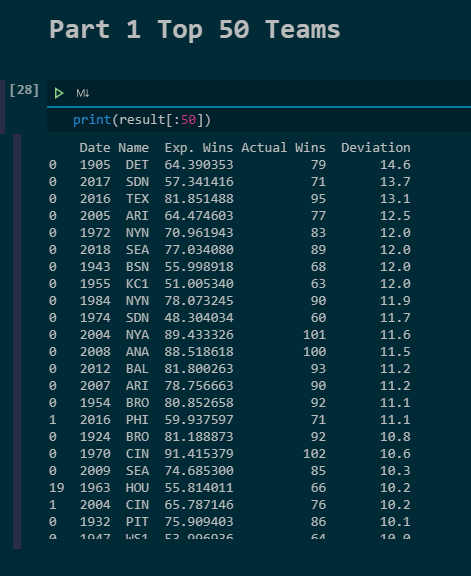 Part 1 Top 50 Teams
[28] M↓
print(result[:50])
Date Name Exp. Wins Actual Wins Deviation
0 1905 DET 64.390353 79 14.6
0 2017 SDN 57.341416 71 13.7
0 2016 TEX 81.851488 95 13.1
0 2005 ARI 64.474603 77 12.5
0 1972 NYN 70.961943 83 12.0
0 2018 SEA 77.034080 89 12.0
0 1943 BSN 55.998918 68 12.0
0 1955 KC1 51.005340 63 12.0
0 1984 NYN 78.073245 90 11.9
0 1974 SDN 48.304034 60 11.7
0 2004 NYA 89.433326 101 11.6
0 2008 ANA 88.518618 100 11.5
0 2012 BAL 81.800263 93 11.2
0 2007 ARI 78.756663 90 11.2
0 1954 BRO 80.852658 92 11.1
1 2016 PHI 59.937597 71 11.1
0 1924 BRO 81.188873 92 10.8
0 1970 CIN 91.415379 102 10.6
0 2009 SEA 74.685300 85 10.3
19 1963 HOU 55.814011 66 10.2
1 2004 CIN 65.787146 76 10.2
0 1932 PIT 75.909403 86 10.1
0 1947 WS1 53.996936 64 10.0